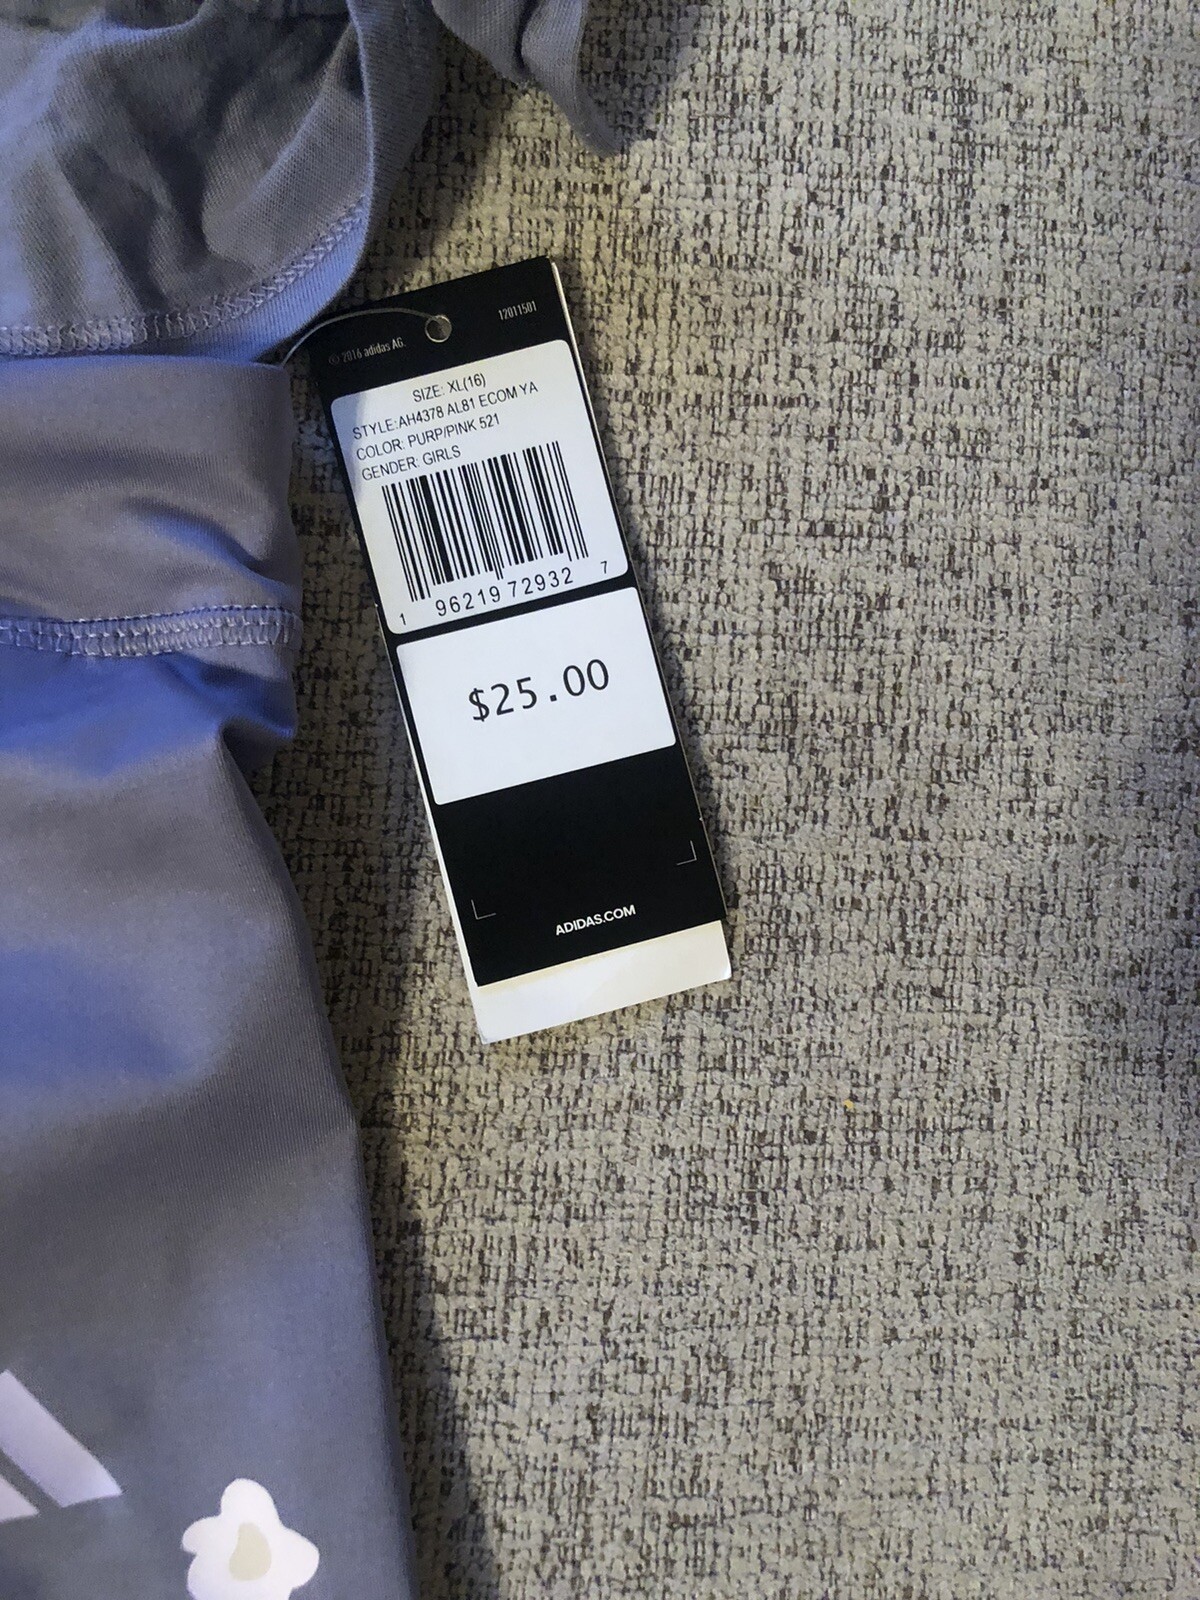 © 2016 adidas AG.
12011501
SIZE: XL(16)
STYLE:AH4378 AL81 ECOM YA
COLOR: PURP/PINK 521
GENDER: GIRLS
1 96219 72932 7
$25.00
ADIDAS.COM